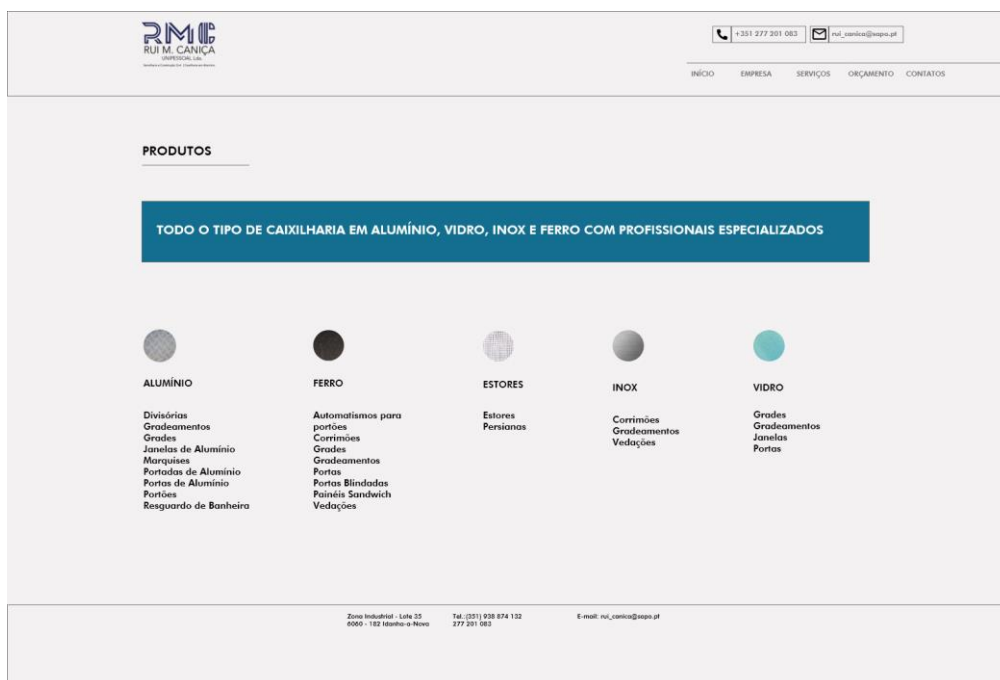 RMC
RUI M. CANIÇA
UNIPESSOAL, Lda.
+351 277 201 083
rui_canica@sapo.pt
INÍCIO EMPRESA SERVIÇOS ORÇAMENTO CONTATOS
PRODUTOS
TODO O TIPO DE CAIXILHARIA EM ALUMÍNIO, VIDRO, INOX E FERRO COM PROFISSIONAIS ESPECIALIZADOS
ALUMÍNIO
Divisórias
Gradeamentos
Grades
Janelas de Alumínio
Marquises
Portadas de Alumínio
Portas de Alumínio
Portões
Resguardo de Banheira
FERRO
Automatismos para
portões
Corrimões
Grades
Gradeamentos
Portas
Portas Blindadas
Painéis Sandwich
Vedações
ESTORES
Estores
Persianas
INOX
Corrimões
Gradeamentos
Vedações
VIDRO
Grades
Gradeamentos
Janelas
Portas
Zona Industrial - Lote 35
6060 - 182 Idanha-a-Nova
Tel.:(351) 938 874 132
277 201 083
E-mail: rui_canica@sapo.pt